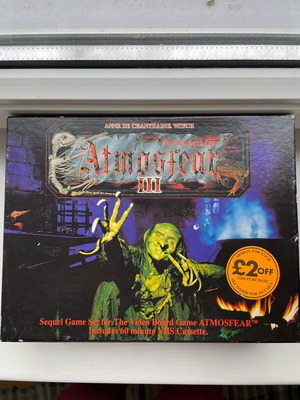 ANNE DE CHANTRAINE, WITCH
Atmosfear
III
£2 OFF
Sequel Game Set for The Video Board Game ATMOSFEAR™
Includes 60 minute VHS Cassette.